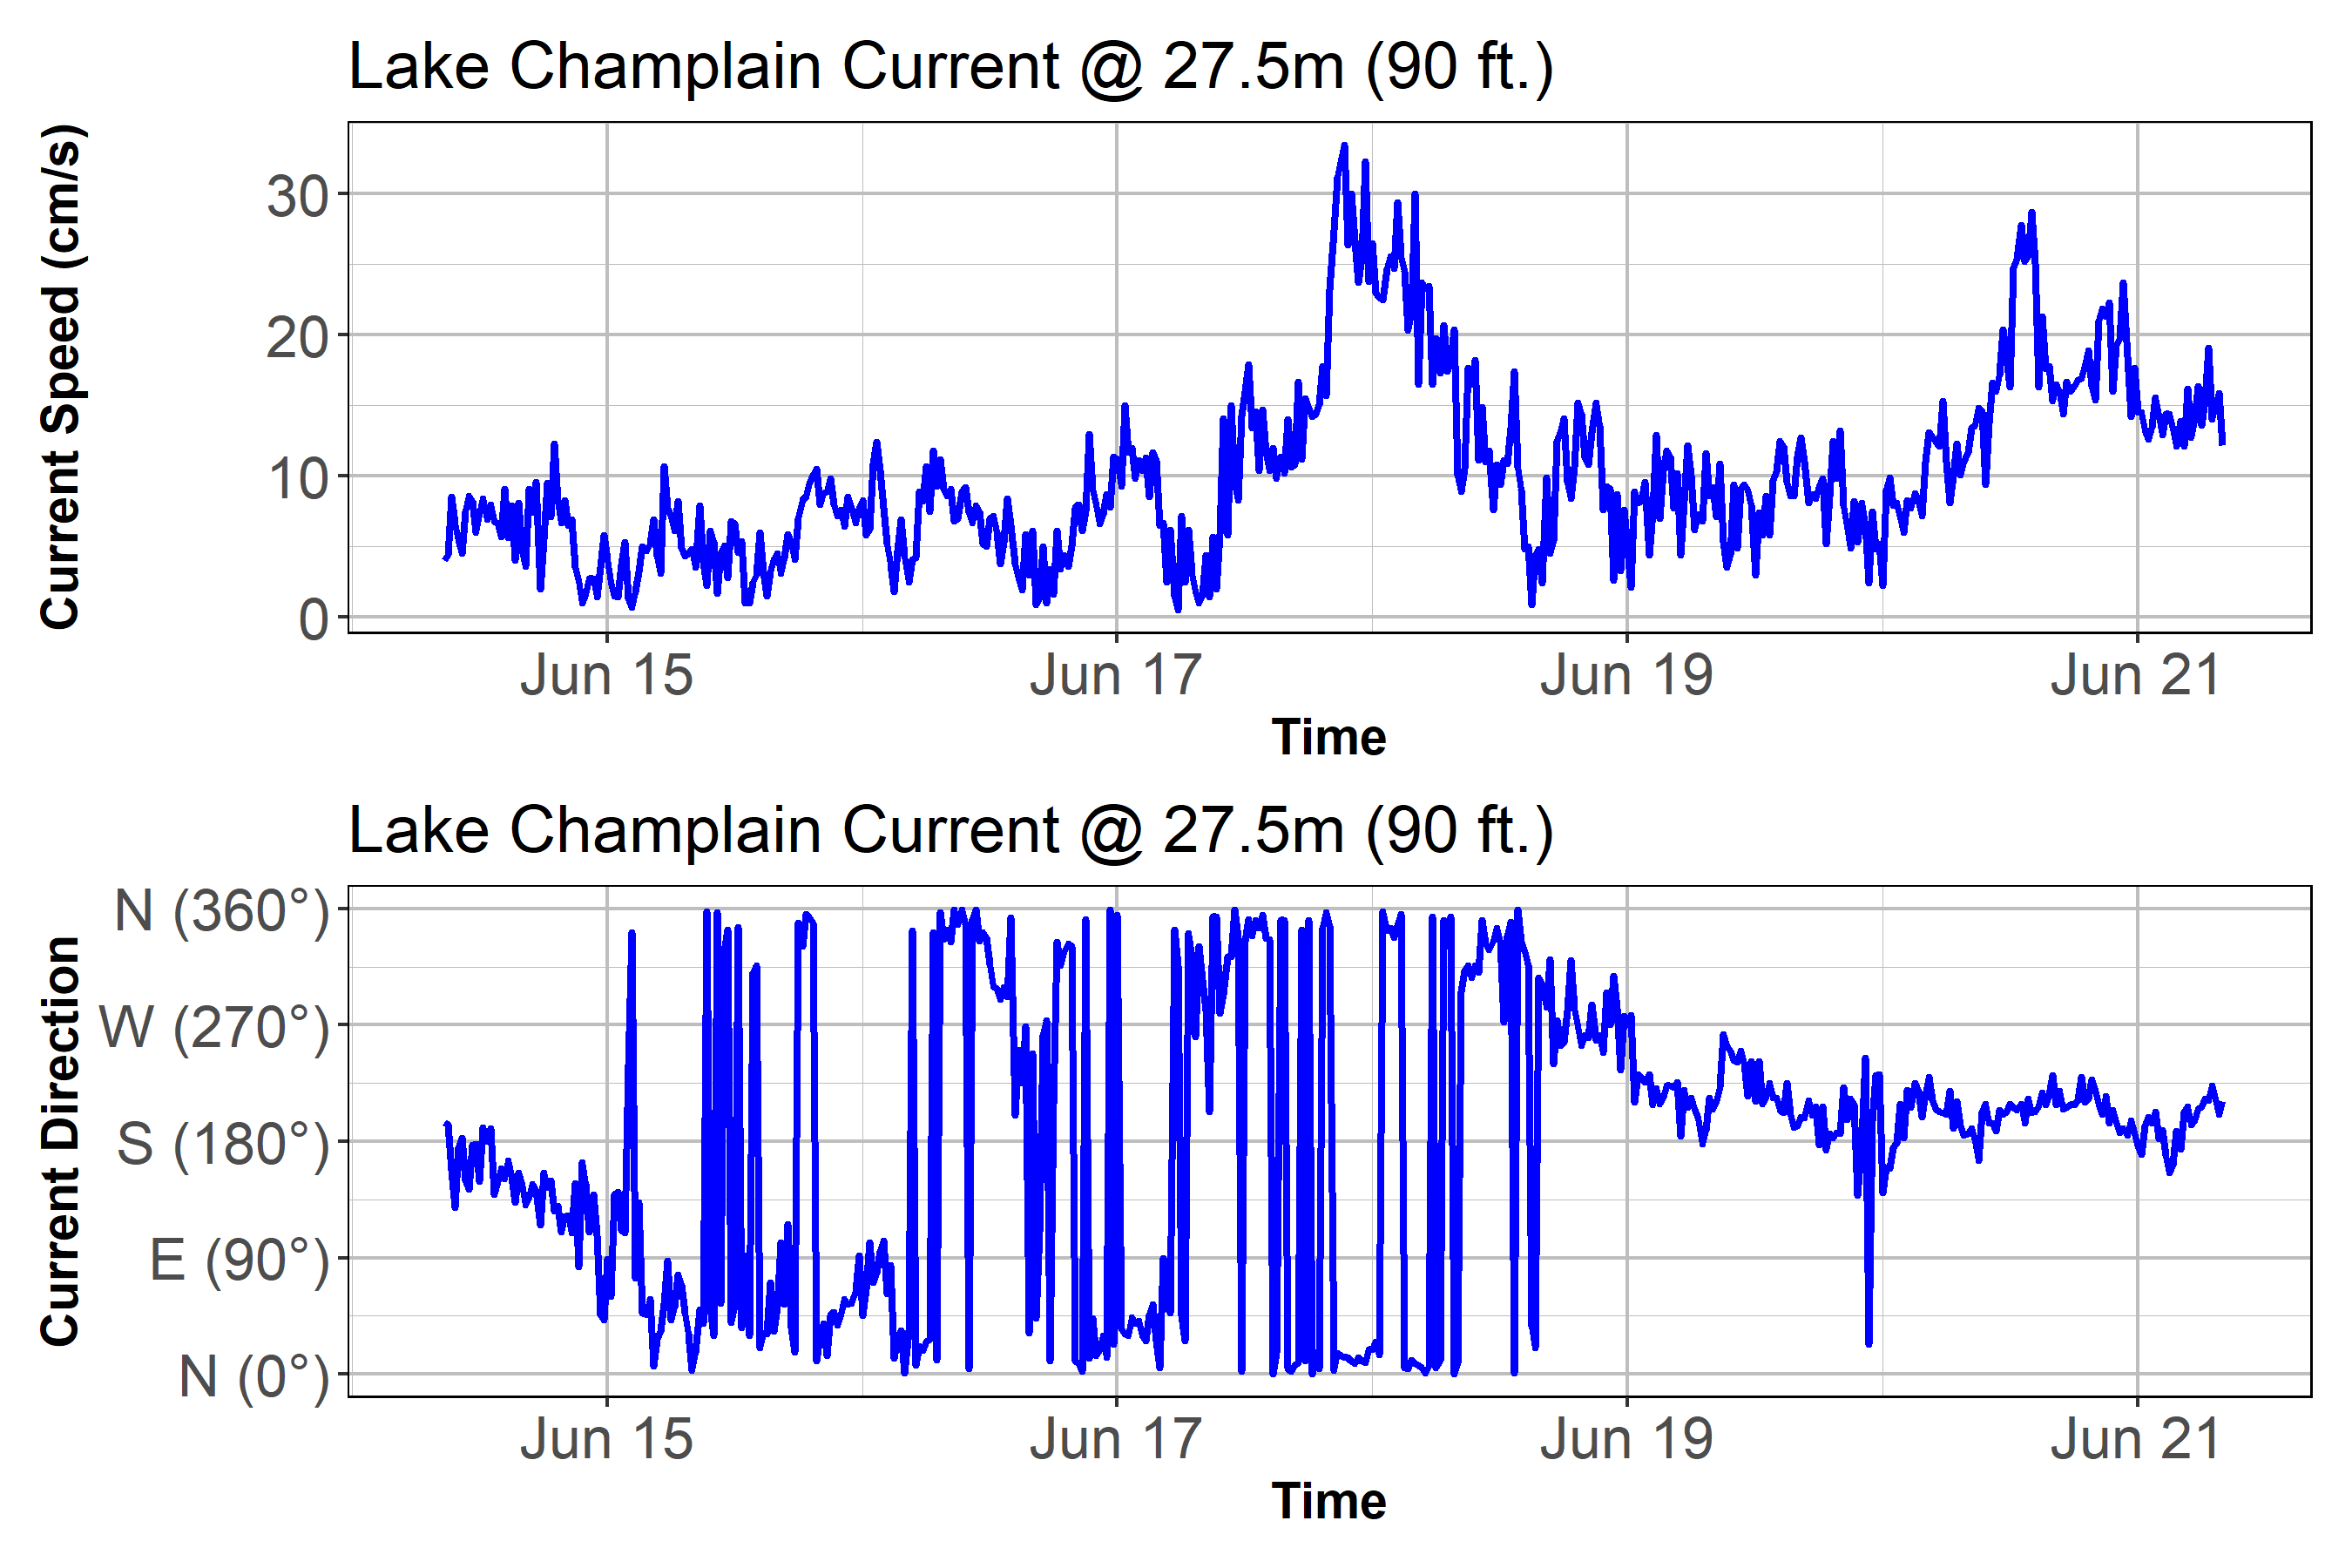 Lake Champlain Current @ 27.5m (90 ft.)
Current Speed (cm/s)
30
20
10
0
Jun 15 Jun 17 Jun 19 Jun 21
Time
Lake Champlain Current @ 27.5m (90 ft.)
Current Direction
N (360°)
W (270°)
S (180°)
E (90°)
N (0°)
Jun 15 Jun 17 Jun 19 Jun 21
Time